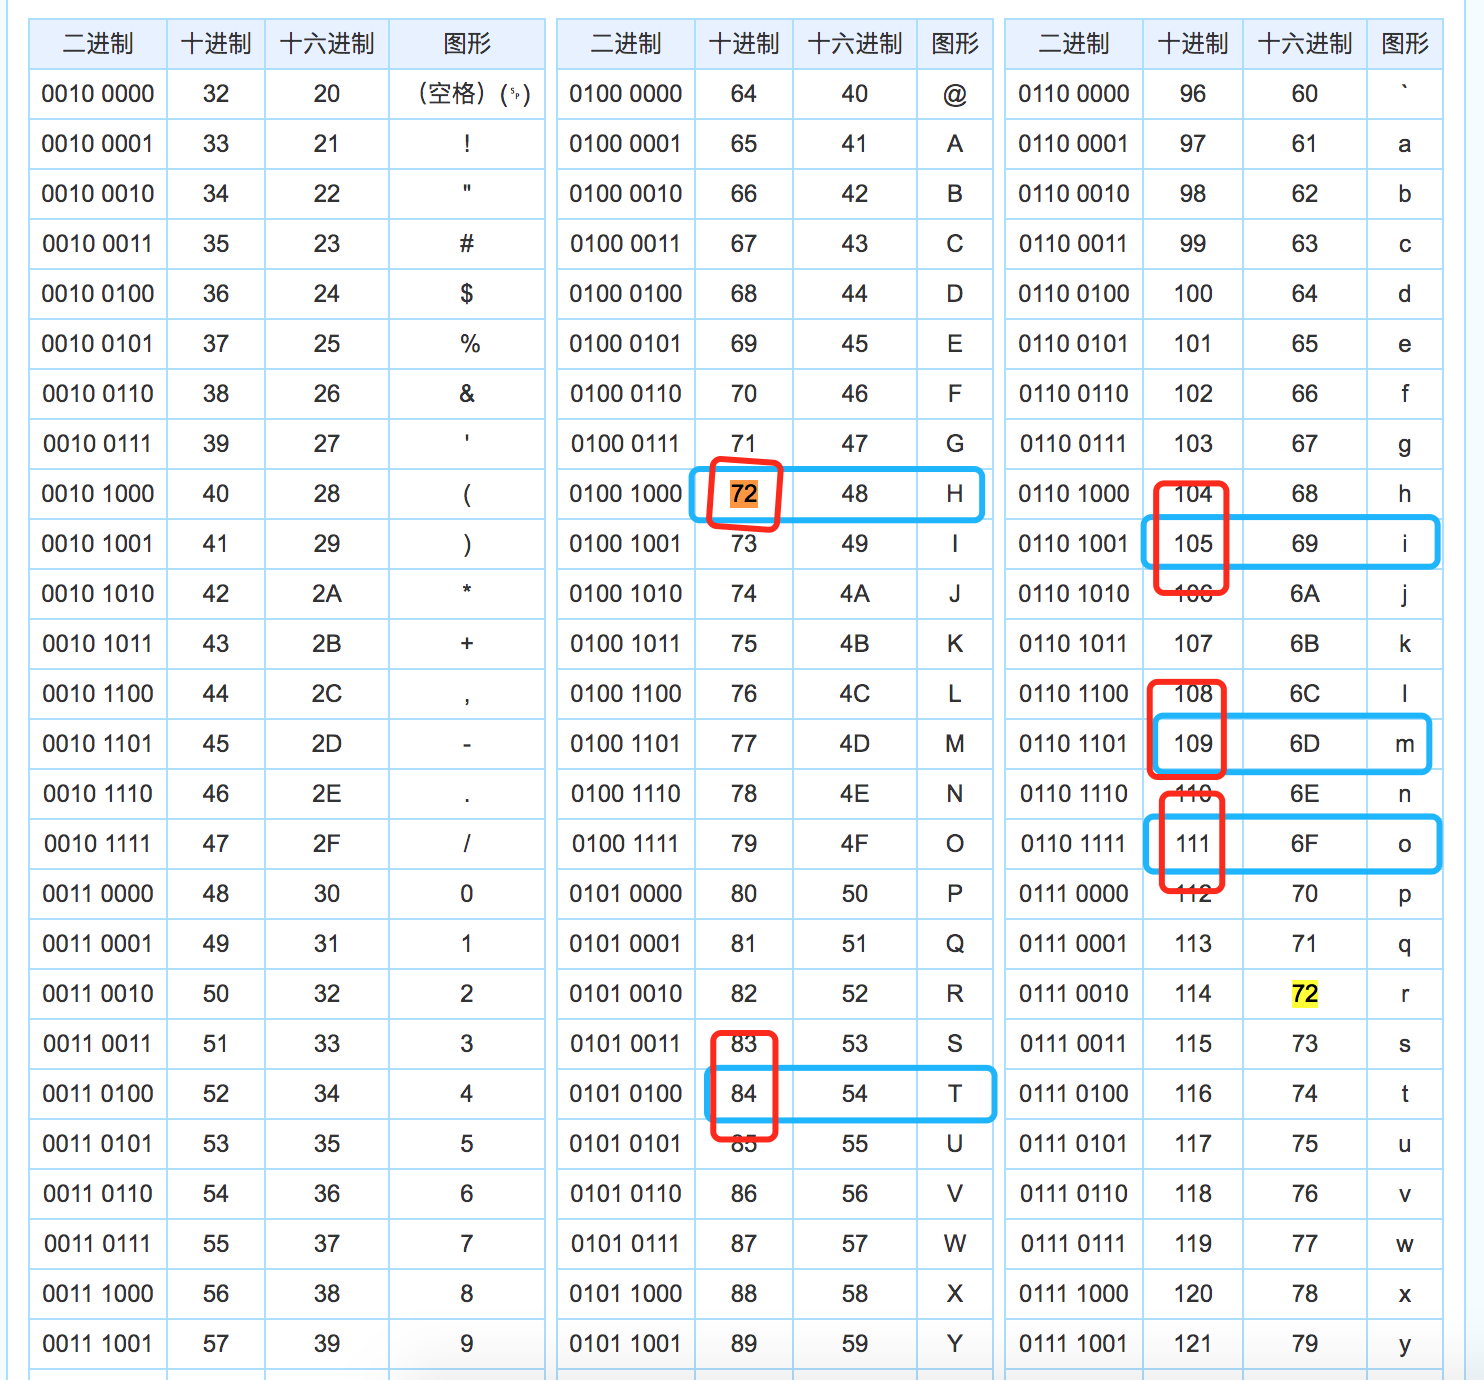 二进制 十进制 十六进制 图形 二进制 十进制 十六进制 图形 二进制 十进制 十六进制 图形
0010 0000 32 20 （空格）(␠) 0100 0000 64 40 @ 0110 0000 96 60 `
0010 0001 33 21 ! 0100 0001 65 41 A 0110 0001 97 61 a
0010 0010 34 22 " 0100 0010 66 42 B 0110 0010 98 62 b
0010 0011 35 23 # 0100 0011 67 43 C 0110 0011 99 63 c
0010 0100 36 24 $ 0100 0100 68 44 D 0110 0100 100 64 d
0010 0101 37 25 % 0100 0101 69 45 E 0110 0101 101 65 e
0010 0110 38 26 & 0100 0110 70 46 F 0110 0110 102 66 f
0010 0111 39 27 ' 0100 0111 71 47 G 0110 0111 103 67 g
0010 1000 40 28 ( 0100 1000 72 48 H 0110 1000 104 68 h
0010 1001 41 29 ) 0100 1001 73 49 I 0110 1001 105 69 i
0010 1010 42 2A * 0100 1010 74 4A J 0110 1010 106 6A j
0010 1011 43 2B + 0100 1011 75 4B K 0110 1011 107 6B k
0010 1100 44 2C , 0100 1100 76 4C L 0110 1100 108 6C l
0010 1101 45 2D - 0100 1101 77 4D M 0110 1101 109 6D m
0010 1110 46 2E . 0100 1110 78 4E N 0110 1110 110 6E n
0010 1111 47 2F / 0100 1111 79 4F O 0110 1111 111 6F o
0011 0000 48 30 0 0101 0000 80 50 P 0111 0000 112 70 p
0011 0001 49 31 1 0101 0001 81 51 Q 0111 0001 113 71 q
0011 0010 50 32 2 0101 0010 82 52 R 0111 0010 114 72 r
0011 0011 51 33 3 0101 0011 83 53 S 0111 0011 115 73 s
0011 0100 52 34 4 0101 0100 84 54 T 0111 0100 116 74 t
0011 0101 53 35 5 0101 0101 85 55 U 0111 0101 117 75 u
0011 0110 54 36 6 0101 0110 86 56 V 0111 0110 118 76 v
0011 0111 55 37 7 0101 0111 87 57 W 0111 0111 119 77 w
0011 1000 56 38 8 0101 1000 88 58 X 0111 1000 120 78 x
0011 1001 57 39 9 0101 1001 89 59 Y 0111 1001 121 79 y